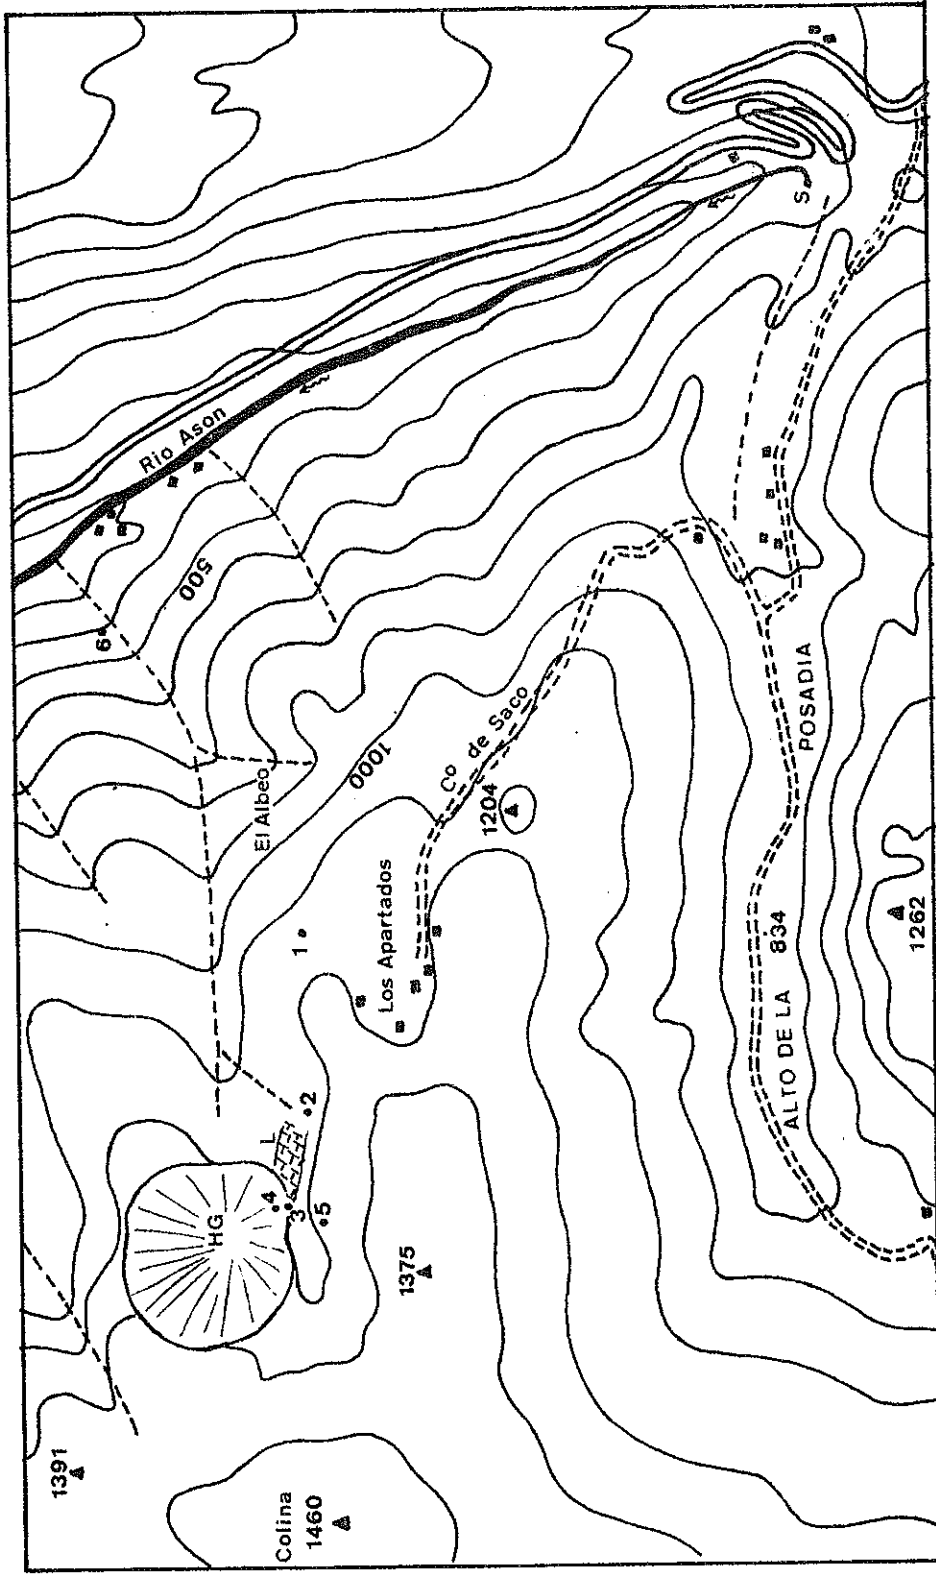 1391
Colina
1460
1375
HG
4
3
5
L
2
1
Los Apartados
El Albeo
1000
500
6
Rio Ason
Cº de Saco
1204
S
ALTO DE LA POSADIA
834
1262